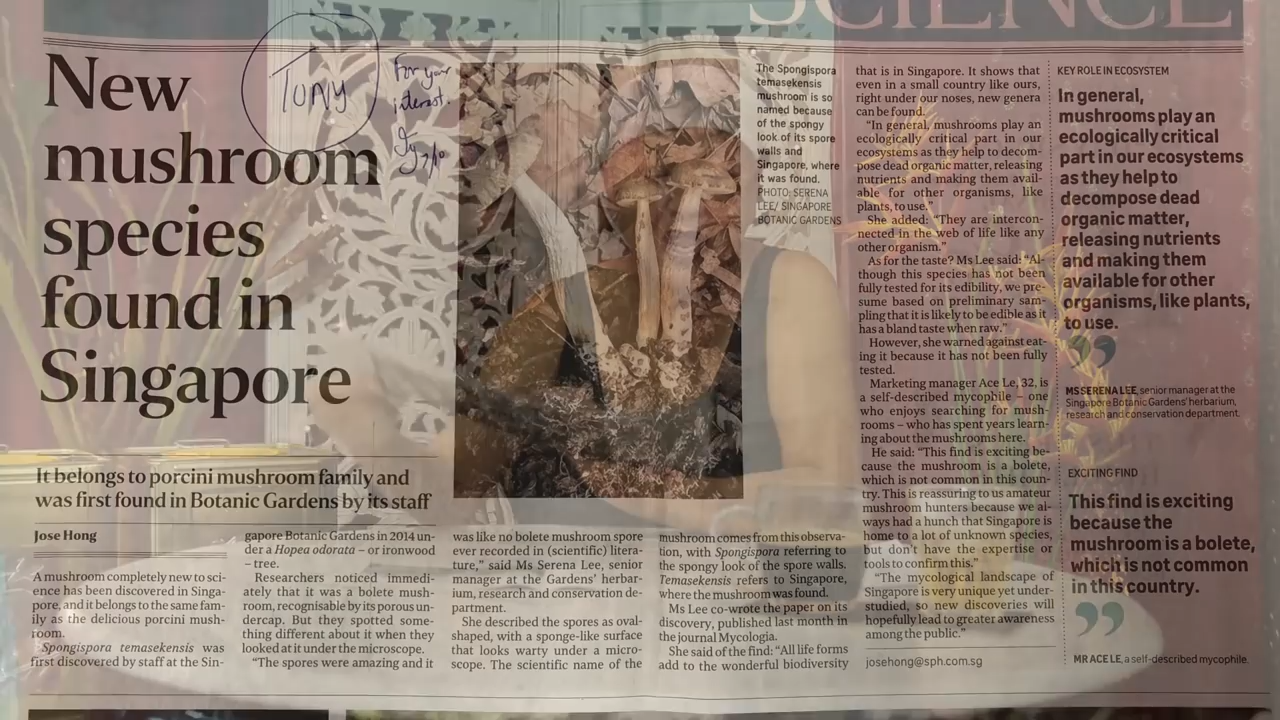 SCIENCE
New
mushroom
species
found in
Singapore
TONY
For your
interest.
7/10
It belongs to porcini mushroom family and
was first found in Botanic Gardens by its staff
Jose Hong
A mushroom completely new to sci-
ence has been discovered in Singa-
pore, and it belongs to the same fam-
ily as the delicious porcini mush-
room.
Spongispora temasekensis was
first discovered by staff at the Sin-
gapore Botanic Gardens in 2014 un-
der a Hopea odorata – or ironwood
– tree.
Researchers noticed immedi-
ately that it was a bolete mush-
room, recognisable by its porous un-
dercap. But they spotted some-
thing different about it when they
looked at it under the microscope.
"The spores were amazing and it
was like no bolete mushroom spore
ever recorded in (scientific) litera-
ture," said Ms Serena Lee, senior
manager at the Gardens' herbar-
ium, research and conservation de-
partment.
She described the spores as oval-
shaped, with a sponge-like surface
that looks warty under a micro-
scope. The scientific name of the
mushroom comes from this observa-
tion, with Spongispora referring to
the spongy look of the spore walls.
Temasekensis refers to Singapore,
where the mushroom was found.
Ms Lee co-wrote the paper on its
discovery, published last month in
the journal Mycologia.
She said of the find: "All life forms
add to the wonderful biodiversity
The Spongispora
temasekensis
mushroom is so
named because
of the spongy
look of its spore
walls and
Singapore, where
it was found.
PHOTO: SERENA
LEE/ SINGAPORE
BOTANIC GARDENS
that is in Singapore. It shows that
even in a small country like ours,
right under our noses, new genera
can be found.
"In general, mushrooms play an
ecologically critical part in our
ecosystems as they help to decom-
pose dead organic matter, releasing
nutrients and making them avail-
able for other organisms, like
plants, to use."
She added: "They are intercon-
nected in the web of life like any
other organism."
As for the taste? Ms Lee said: "Al-
though this species has not been
fully tested for its edibility, we pre-
sume based on preliminary sam-
pling that it is likely to be edible as it
has a bland taste when raw."
However, she warned against eat-
ing it because it has not been fully
tested.
Marketing manager Ace Le, 32, is
a self-described mycophile – one
who enjoys searching for mush-
rooms – who has spent years learn-
ing about the mushrooms here.
He said: "This find is exciting be-
cause the mushroom is a bolete,
which is not common in this coun-
try. This is reassuring to us amateur
mushroom hunters because we al-
ways had a hunch that Singapore is
home to a lot of unknown species,
but don't have the expertise or
tools to confirm this."
"The mycological landscape of
Singapore is very unique yet under-
studied, so new discoveries will
hopefully lead to greater awareness
among the public."
josehong@sph.com.sg
KEY ROLE IN ECOSYSTEM
In general,
mushrooms play an
ecologically critical
part in our ecosystems
as they help to
decompose dead
organic matter,
releasing nutrients
and making them
available for other
organisms, like plants,
to use.
”
MS SERENA LEE, senior manager at the
Singapore Botanic Gardens' herbarium,
research and conservation department.
EXCITING FIND
This find is exciting
because the
mushroom is a bolete,
which is not common
in this country.
”
MR ACE LE, a self-described mycophile.